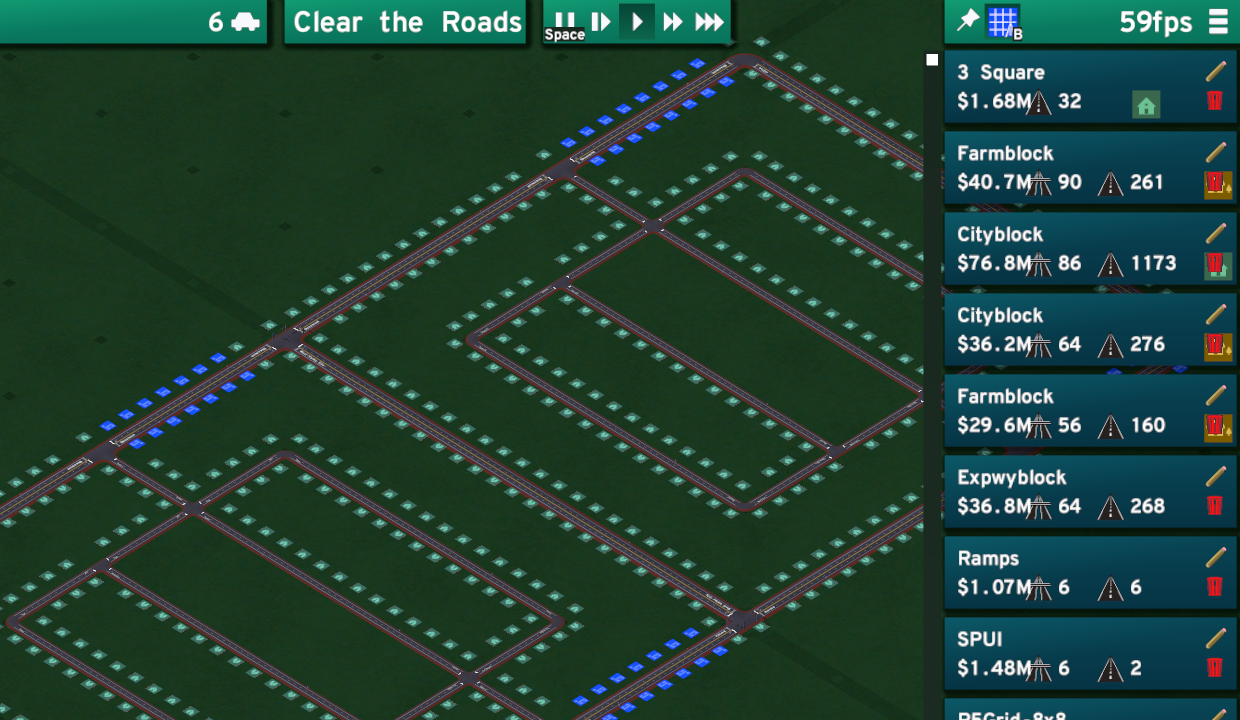 6
Clear the Roads
Space
B
59fps
3 Square
$1.68M 32
Farmblock
$40.7M 90 261
Cityblock
$76.8M 86 1173
Cityblock
$36.2M 64 276
Farmblock
$29.6M 56 160
Expwyblock
$36.8M 64 268
Ramps
$1.07M 6 6
SPUI
$1.48M 6 2